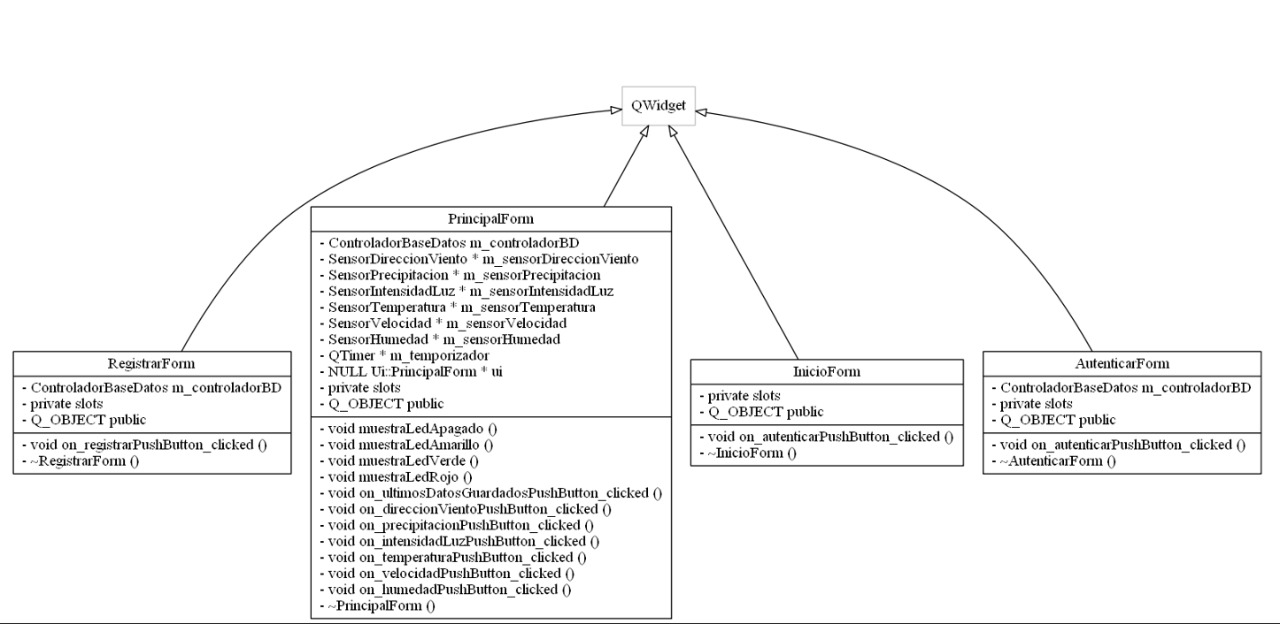 QWidget
PrincipalForm
- ControladorBaseDatos m_controladorBD
- SensorDireccionViento * m_sensorDireccionViento
- SensorPrecipitacion * m_sensorPrecipitacion
- SensorIntensidadLuz * m_sensorIntensidadLuz
- SensorTemperatura * m_sensorTemperatura
- SensorVelocidad * m_sensorVelocidad
- SensorHumedad * m_sensorHumedad
- QTimer * m_temporizador
- NULL Ui::PrincipalForm * ui
- private slots
- Q_OBJECT public
- void muestraLedApagado ()
- void muestraLedAmarillo ()
- void muestraLedVerde ()
- void muestraLedRojo ()
- void on_ultimosDatosGuardadosPushButton_clicked ()
- void on_direccionVientoPushButton_clicked ()
- void on_precipitacionPushButton_clicked ()
- void on_intensidadLuzPushButton_clicked ()
- void on_temperaturaPushButton_clicked ()
- void on_velocidadPushButton_clicked ()
- void on_humedadPushButton_clicked ()
- ~PrincipalForm ()
RegistrarForm
- ControladorBaseDatos m_controladorBD
- private slots
- Q_OBJECT public
- void on_registrarPushButton_clicked ()
- ~RegistrarForm ()
InicioForm
- private slots
- Q_OBJECT public
- void on_autenticarPushButton_clicked ()
- ~InicioForm ()
AutenticarForm
- ControladorBaseDatos m_controladorBD
- private slots
- Q_OBJECT public
- void on_autenticarPushButton_clicked ()
- ~AutenticarForm ()